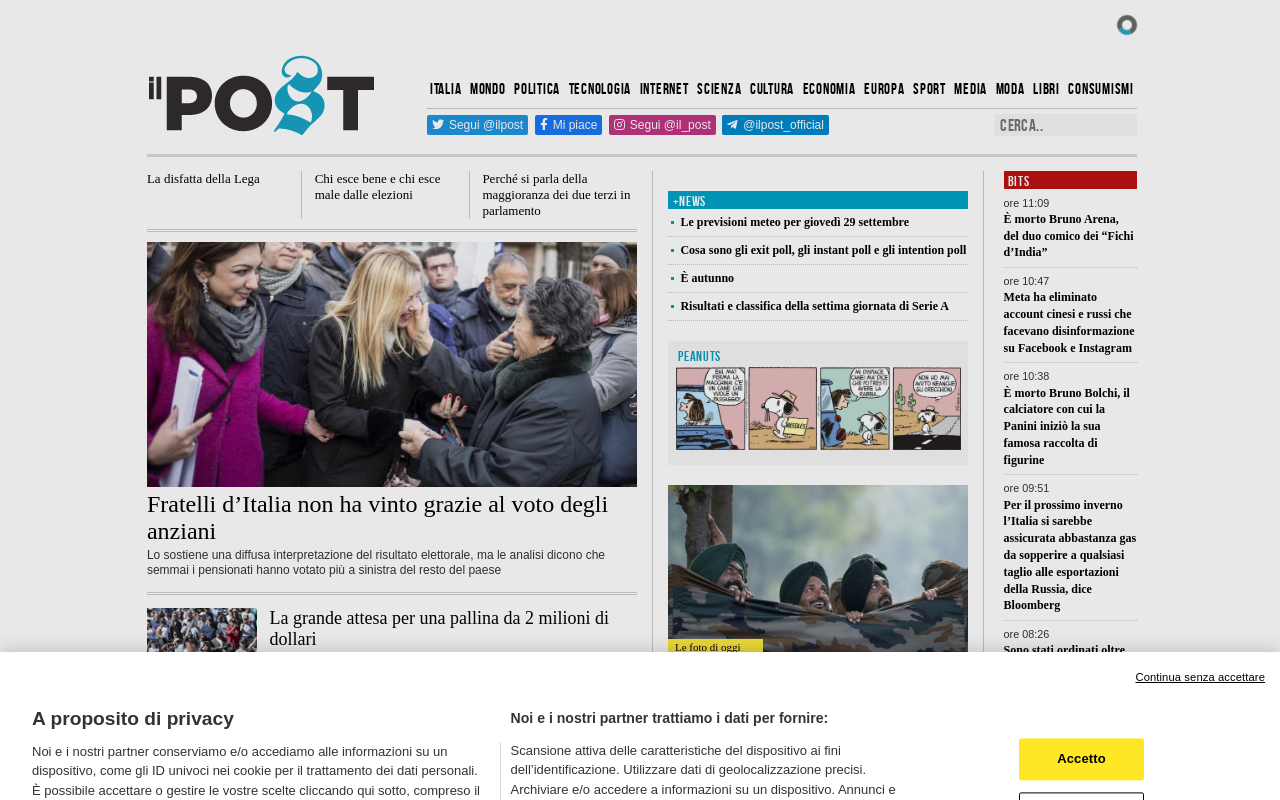 il POST
ITALIA MONDO POLITICA TECNOLOGIA INTERNET SCIENZA CULTURA ECONOMIA EUROPA SPORT MEDIA MODA LIBRI CONSUMISMI
Segui @ilpost Mi piace Segui @il_post @ilpost_official
CERCA..
La disfatta della Lega
Chi esce bene e chi esce
male dalle elezioni
Perché si parla della
maggioranza dei due terzi in
parlamento
Fratelli d’Italia non ha vinto grazie al voto degli
anziani
Lo sostiene una diffusa interpretazione del risultato elettorale, ma le analisi dicono che
semmai i pensionati hanno votato più a sinistra del resto del paese
La grande attesa per una pallina da 2 milioni di
dollari
+NEWS
Le previsioni meteo per giovedì 29 settembre
Cosa sono gli exit poll, gli instant poll e gli intention poll
È autunno
Risultati e classifica della settima giornata di Serie A
PEANUTS
EHI, MAI!
FERMA LA
MACCHINA! C'È
UN CANE CHE
VUOLE UN
PASSAGGIO!
NEEDLES
MI DISPIACE,
CANE! MA DICE
CHE POTRESTI
AVERE LA
RABBIA...
NON HO MAI
AVUTO NEANCHE
GLI ORECCHIONI!
Le foto di oggi
BITS
ore 11:09
È morto Bruno Arena,
del duo comico dei “Fichi
d’India”
ore 10:47
Meta ha eliminato
account cinesi e russi che
facevano disinformazione
su Facebook e Instagram
ore 10:38
È morto Bruno Bolchi, il
calciatore con cui la
Panini iniziò la sua
famosa raccolta di
figurine
ore 09:51
Per il prossimo inverno
l’Italia si sarebbe
assicurata abbastanza gas
da sopperire a qualsiasi
taglio alle esportazioni
della Russia, dice
Bloomberg
ore 08:26
Sono stati ordinati oltre
Continua senza accettare
A proposito di privacy
Noi e i nostri partner conserviamo e/o accediamo alle informazioni su un
dispositivo, come gli ID univoci nei cookie per il trattamento dei dati personali.
È possibile accettare o gestire le vostre scelte cliccando qui sotto, compreso il
Noi e i nostri partner trattiamo i dati per fornire:
Scansione attiva delle caratteristiche del dispositivo ai fini
dell’identificazione. Utilizzare dati di geolocalizzazione precisi.
Archiviare e/o accedere a informazioni su un dispositivo. Annunci e
Accetto